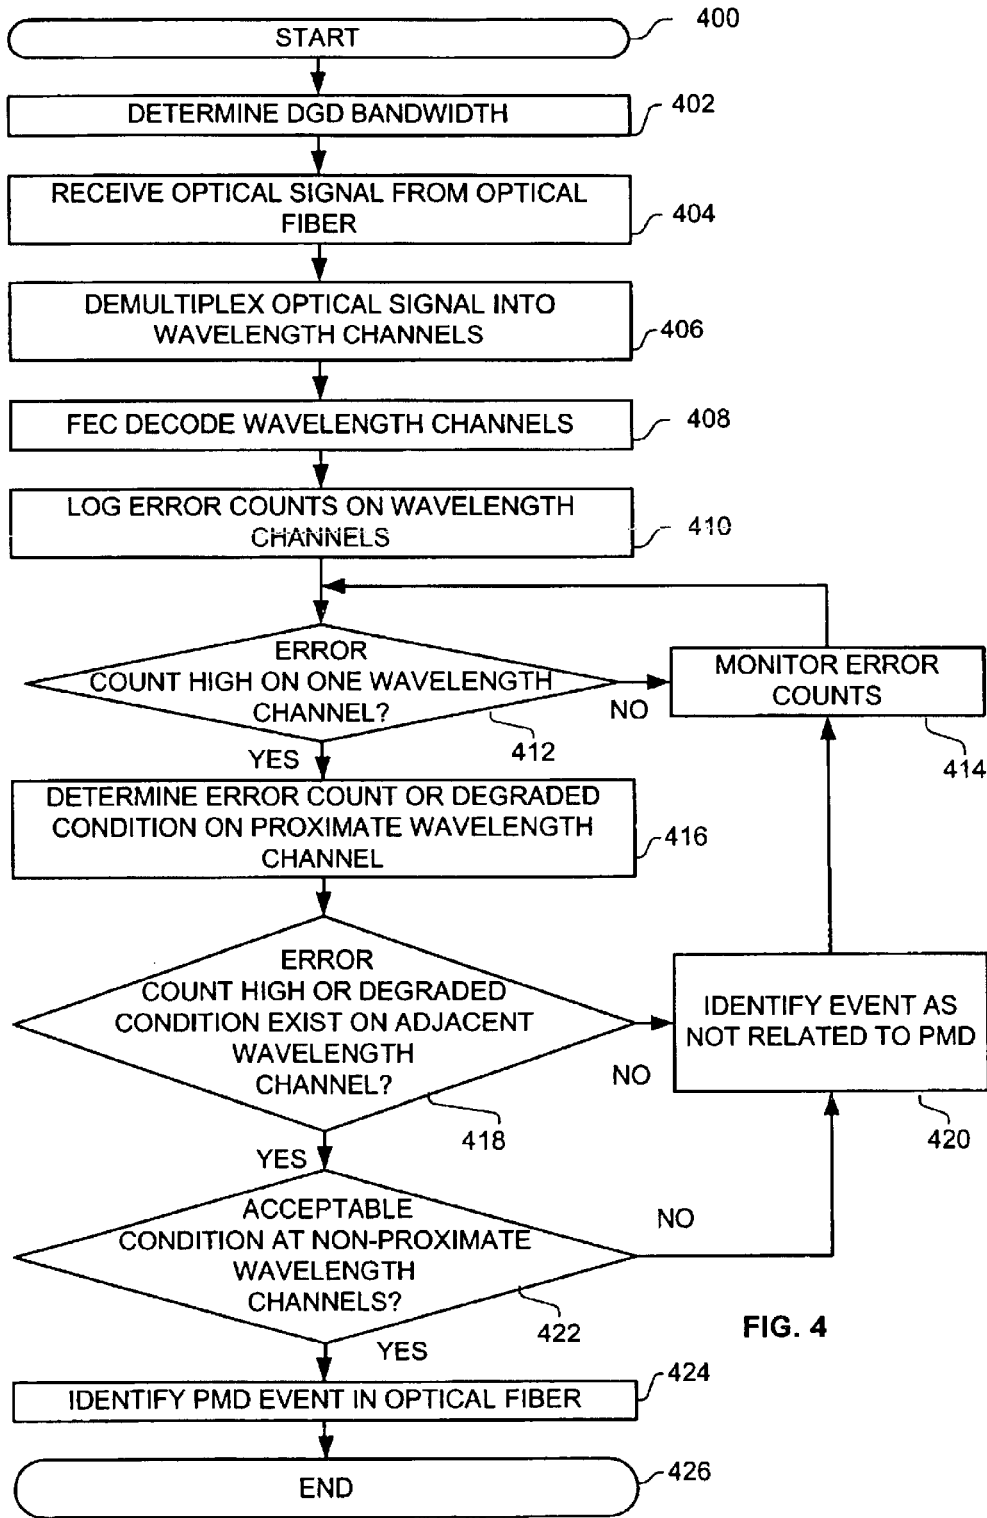 START
400
DETERMINE DGD BANDWIDTH
402
RECEIVE OPTICAL SIGNAL FROM OPTICAL
FIBER
404
DEMULTIPLEX OPTICAL SIGNAL INTO
WAVELENGTH CHANNELS
406
FEC DECODE WAVELENGTH CHANNELS
408
LOG ERROR COUNTS ON WAVELENGTH
CHANNELS
410
ERROR
COUNT HIGH ON ONE WAVELENGTH
CHANNEL?
412
NO
MONITOR ERROR
COUNTS
414
YES
DETERMINE ERROR COUNT OR DEGRADED
CONDITION ON PROXIMATE WAVELENGTH
CHANNEL
416
ERROR
COUNT HIGH OR DEGRADED
CONDITION EXIST ON ADJACENT
WAVELENGTH
CHANNEL?
418
NO
IDENTIFY EVENT AS
NOT RELATED TO PMD
420
YES
ACCEPTABLE
CONDITION AT NON-PROXIMATE
WAVELENGTH
CHANNELS?
422
NO
YES
FIG. 4
IDENTIFY PMD EVENT IN OPTICAL FIBER
424
END
426